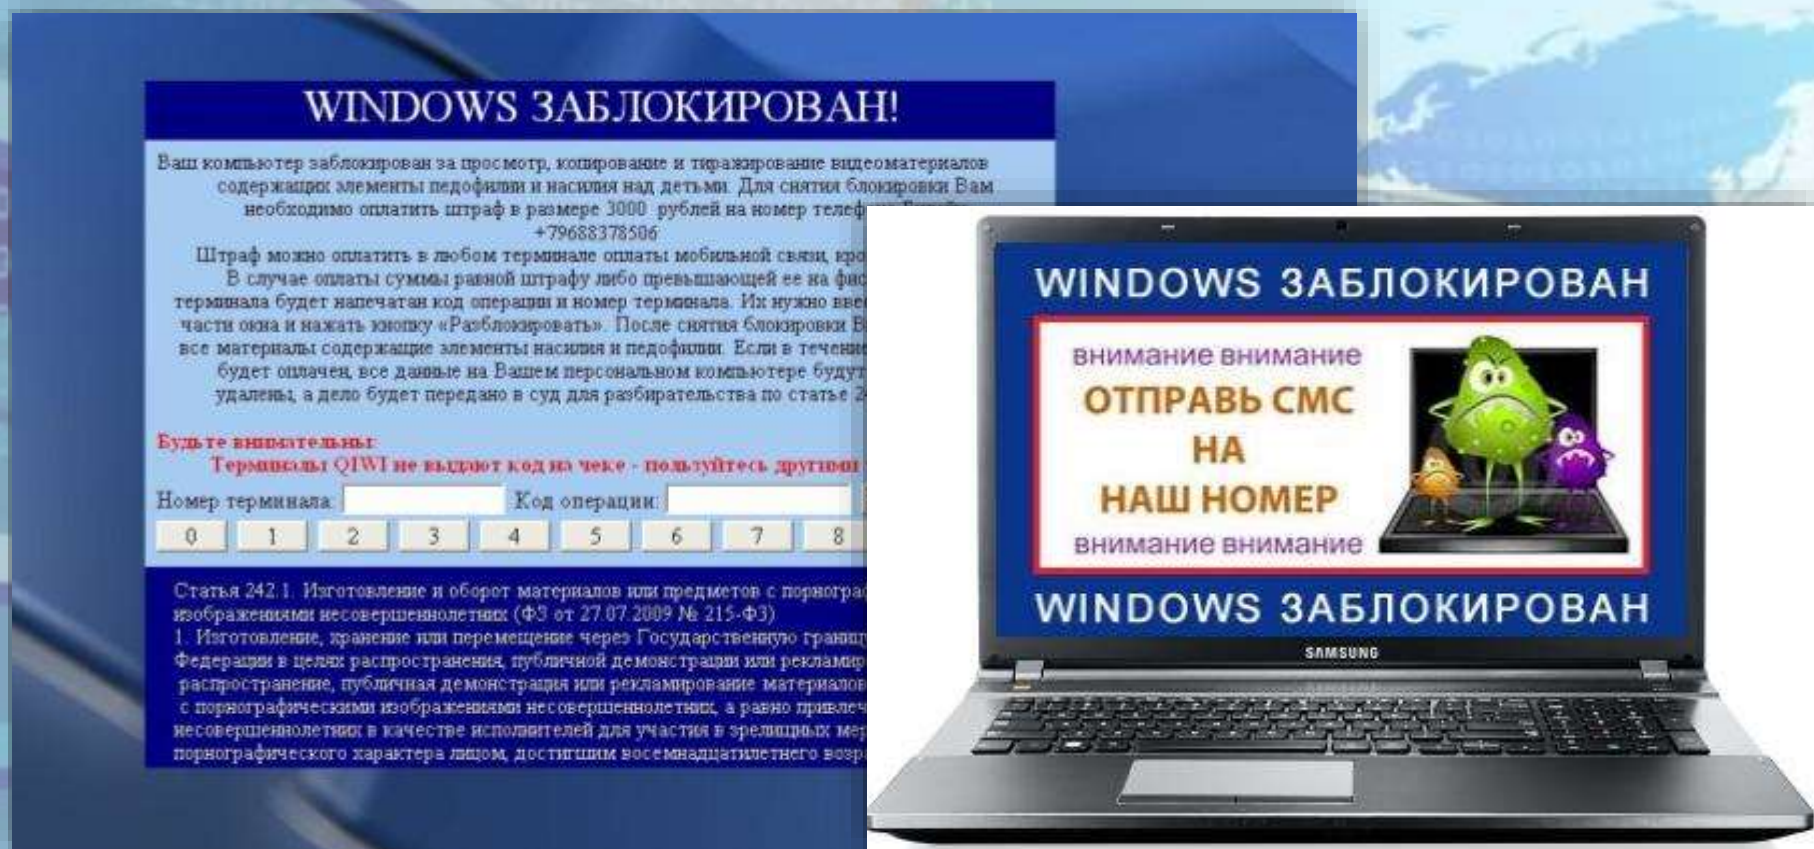 WINDOWS ЗАБЛОКИРОВАН!
Ваш компьютер заблокирован за просмотр, копирование и тиражирование видеоматериалов
содержащих элементы педофилии и насилия над детьми. Для снятия блокировки Вам
необходимо оплатить штраф в размере 3000 рублей на номер
+79688378506
Штраф можно оплатить в любом терминале оплаты мобильной связи,
В случае оплаты суммы равной штрафу либо превышающей ее на
терминала будет напечатан код операции и номер терминала. Их нужно
части окна и нажать кнопку «Разблокировать». После снятия блокировки
все материалы содержащие элементы насилия и педофилии. Если в течение
будет оплачен, все данные на Вашем персональном компьютере будут
удалены, а дело будет передано в суд для разбирательства по статье
Будьте внимательны:
Терминалы QIWI не выдают код на чеке - пользуйтесь другими
Номер терминала: Код операции:
0 1 2 3 4 5 6 7 8
Статья 242.1. Изготовление и оборот материалов или предметов с
изображениями несовершеннолетних (ФЗ от 27.07.2009 № 215-ФЗ)
1. Изготовление, хранение или перемещение через Государственную
Федерации в целях распространения, публичной демонстрации или
распространение, публичная демонстрация или рекламирование материалов
с порнографическими изображениями несовершеннолетних, а равно
несовершеннолетних в качестве исполнителей для участия в зрелищных
порнографического характера лицом, достигшим восемнадцатилетнего
WINDOWS ЗАБЛОКИРОВАН
внимание внимание
ОТПРАВЬ СМС
НА
НАШ НОМЕР
внимание внимание
WINDOWS ЗАБЛОКИРОВАН
SAMSUNG